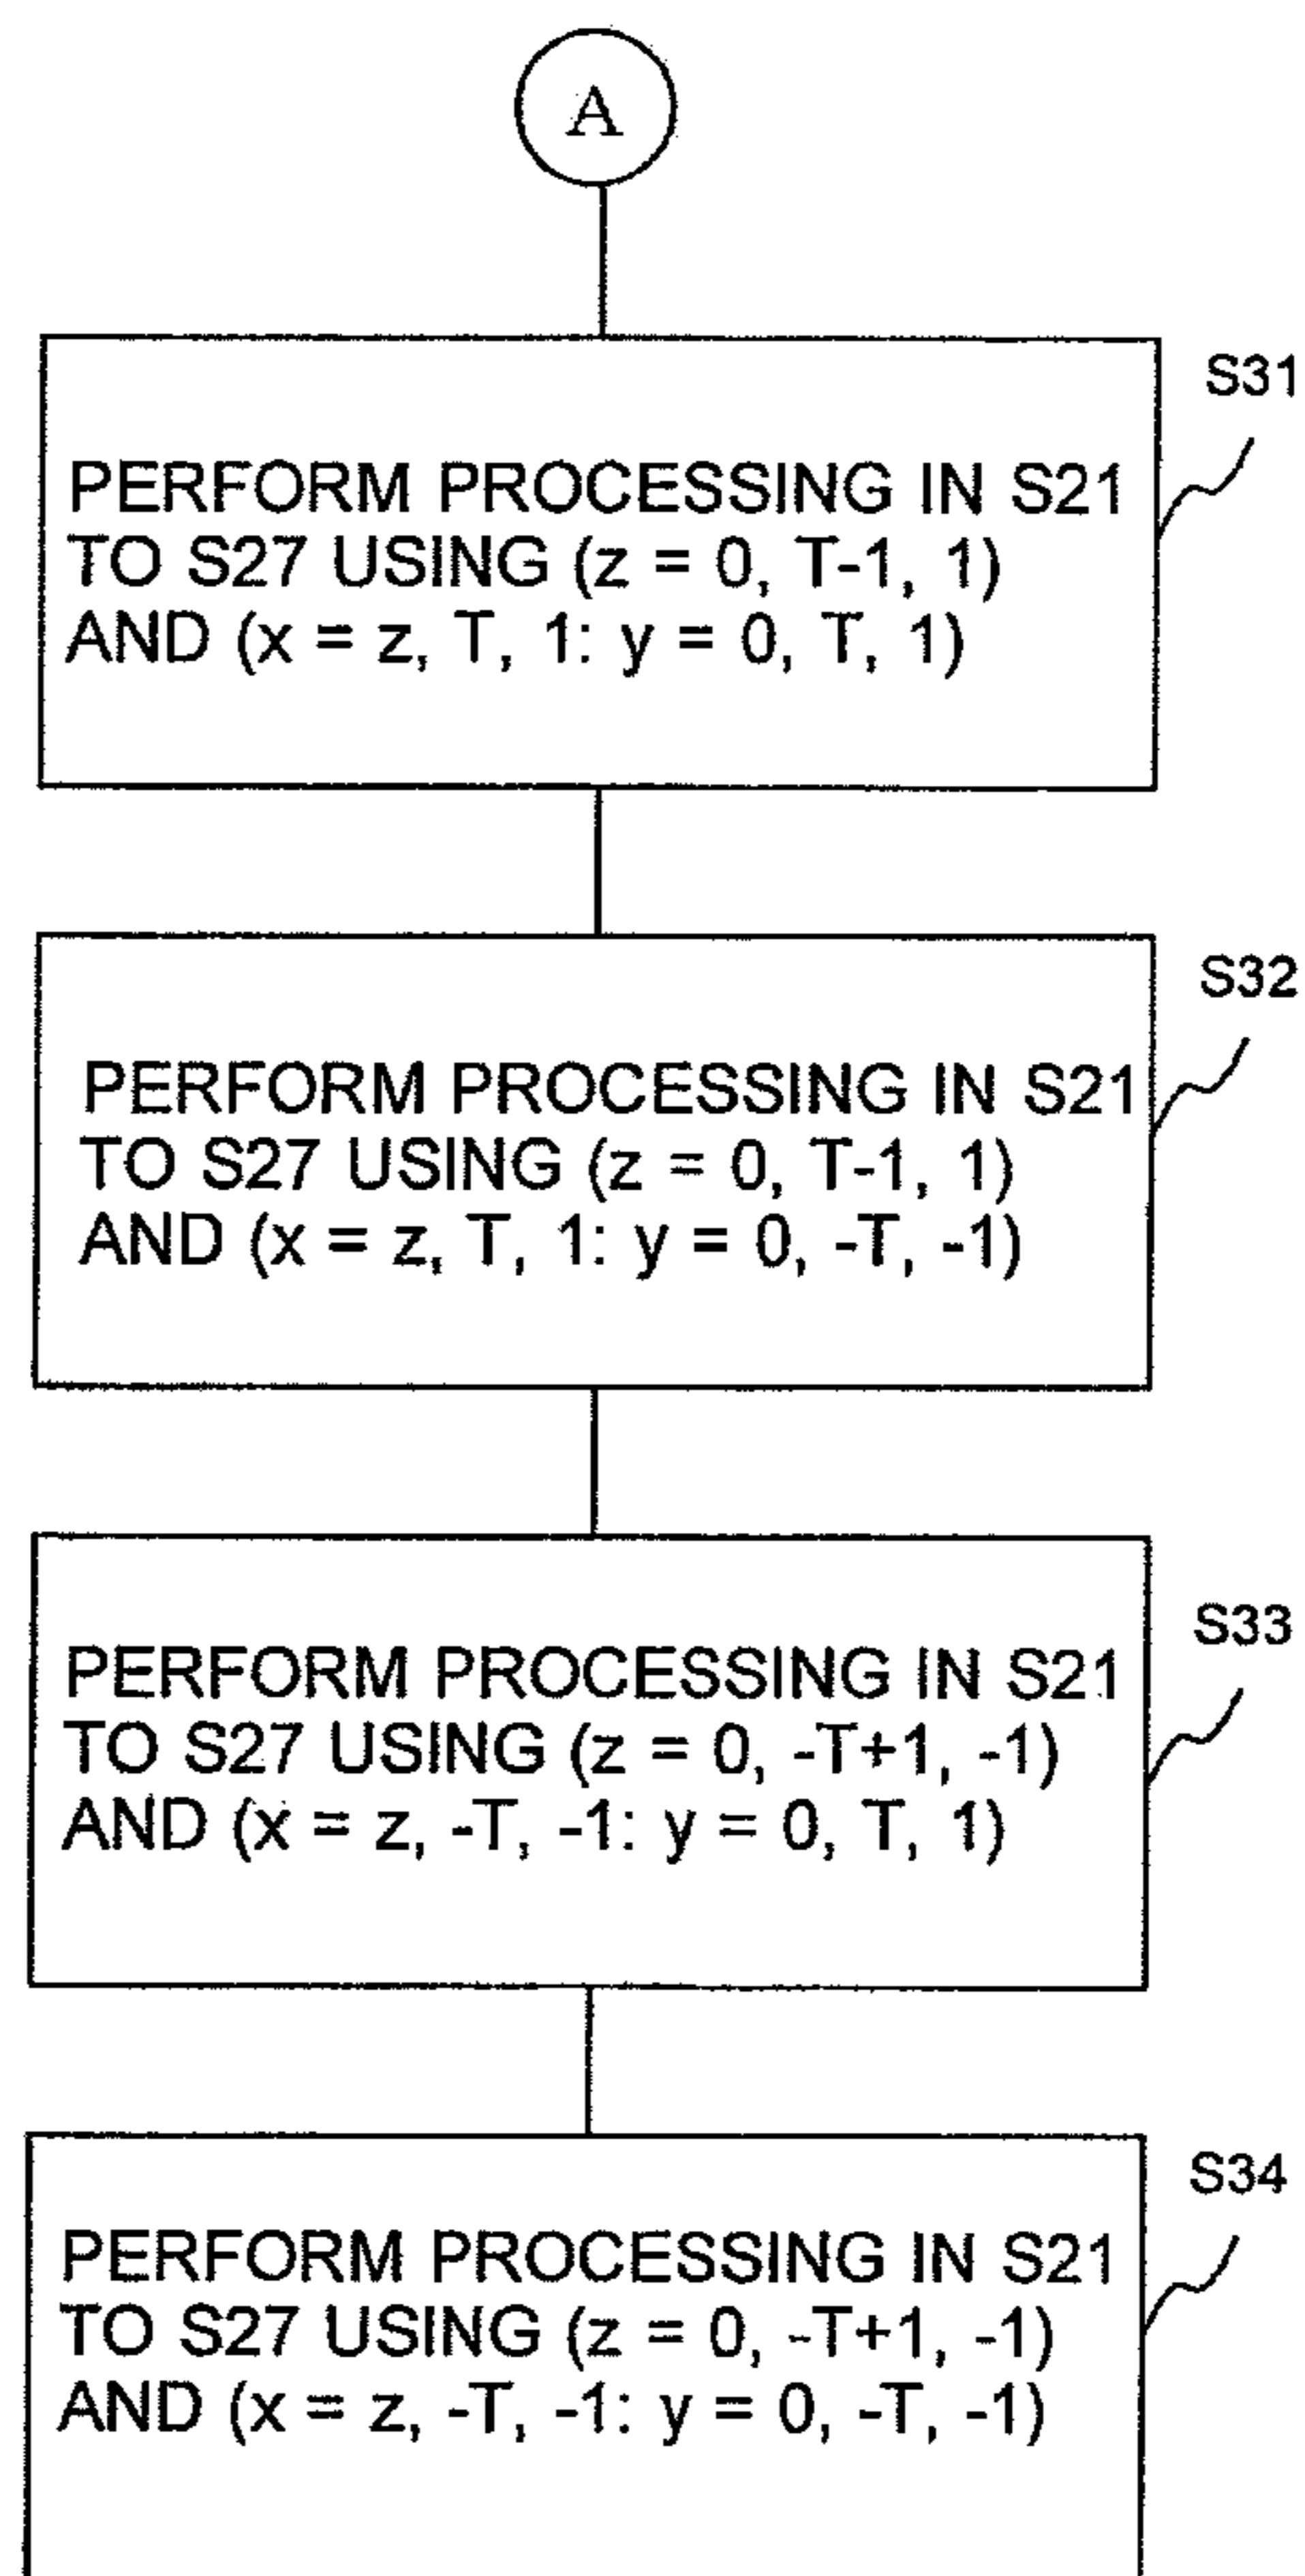 A
S31
PERFORM PROCESSING IN S21
TO S27 USING (z = 0, T-1, 1)
AND (x = z, T, 1: y = 0, T, 1)
S32
PERFORM PROCESSING IN S21
TO S27 USING (z = 0, T-1, 1)
AND (x = z, T, 1: y = 0, -T, -1)
S33
PERFORM PROCESSING IN S21
TO S27 USING (z = 0, -T+1, -1)
AND (x = z, -T, -1: y = 0, T, 1)
S34
PERFORM PROCESSING IN S21
TO S27 USING (z = 0, -T+1, -1)
AND (x = z, -T, -1: y = 0, -T, -1)